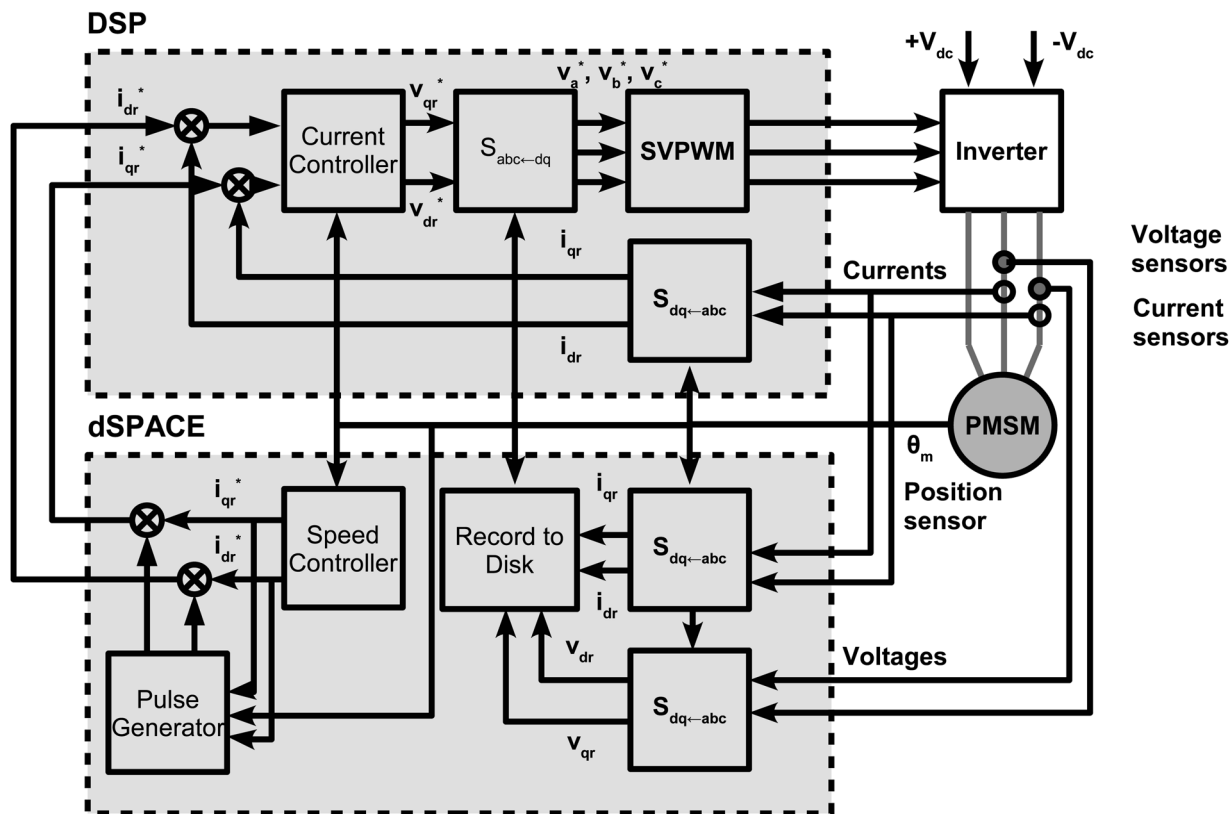 DSP
+Vdc
-Vdc
va*, vb*, vc*
idr*
vqr*
Current
Controller
Sabc←dq
SVPWM
Inverter
iqr*
vdr*
iqr
Voltage
sensors
Currents
Sdq←abc
Current
sensors
idr
dSPACE
PMSM
θm
iqr*
iqr
Position
sensor
Speed
Controller
Record to
Disk
Sdq←abc
idr*
idr
vdr
Voltages
Pulse
Generator
Sdq←abc
vqr